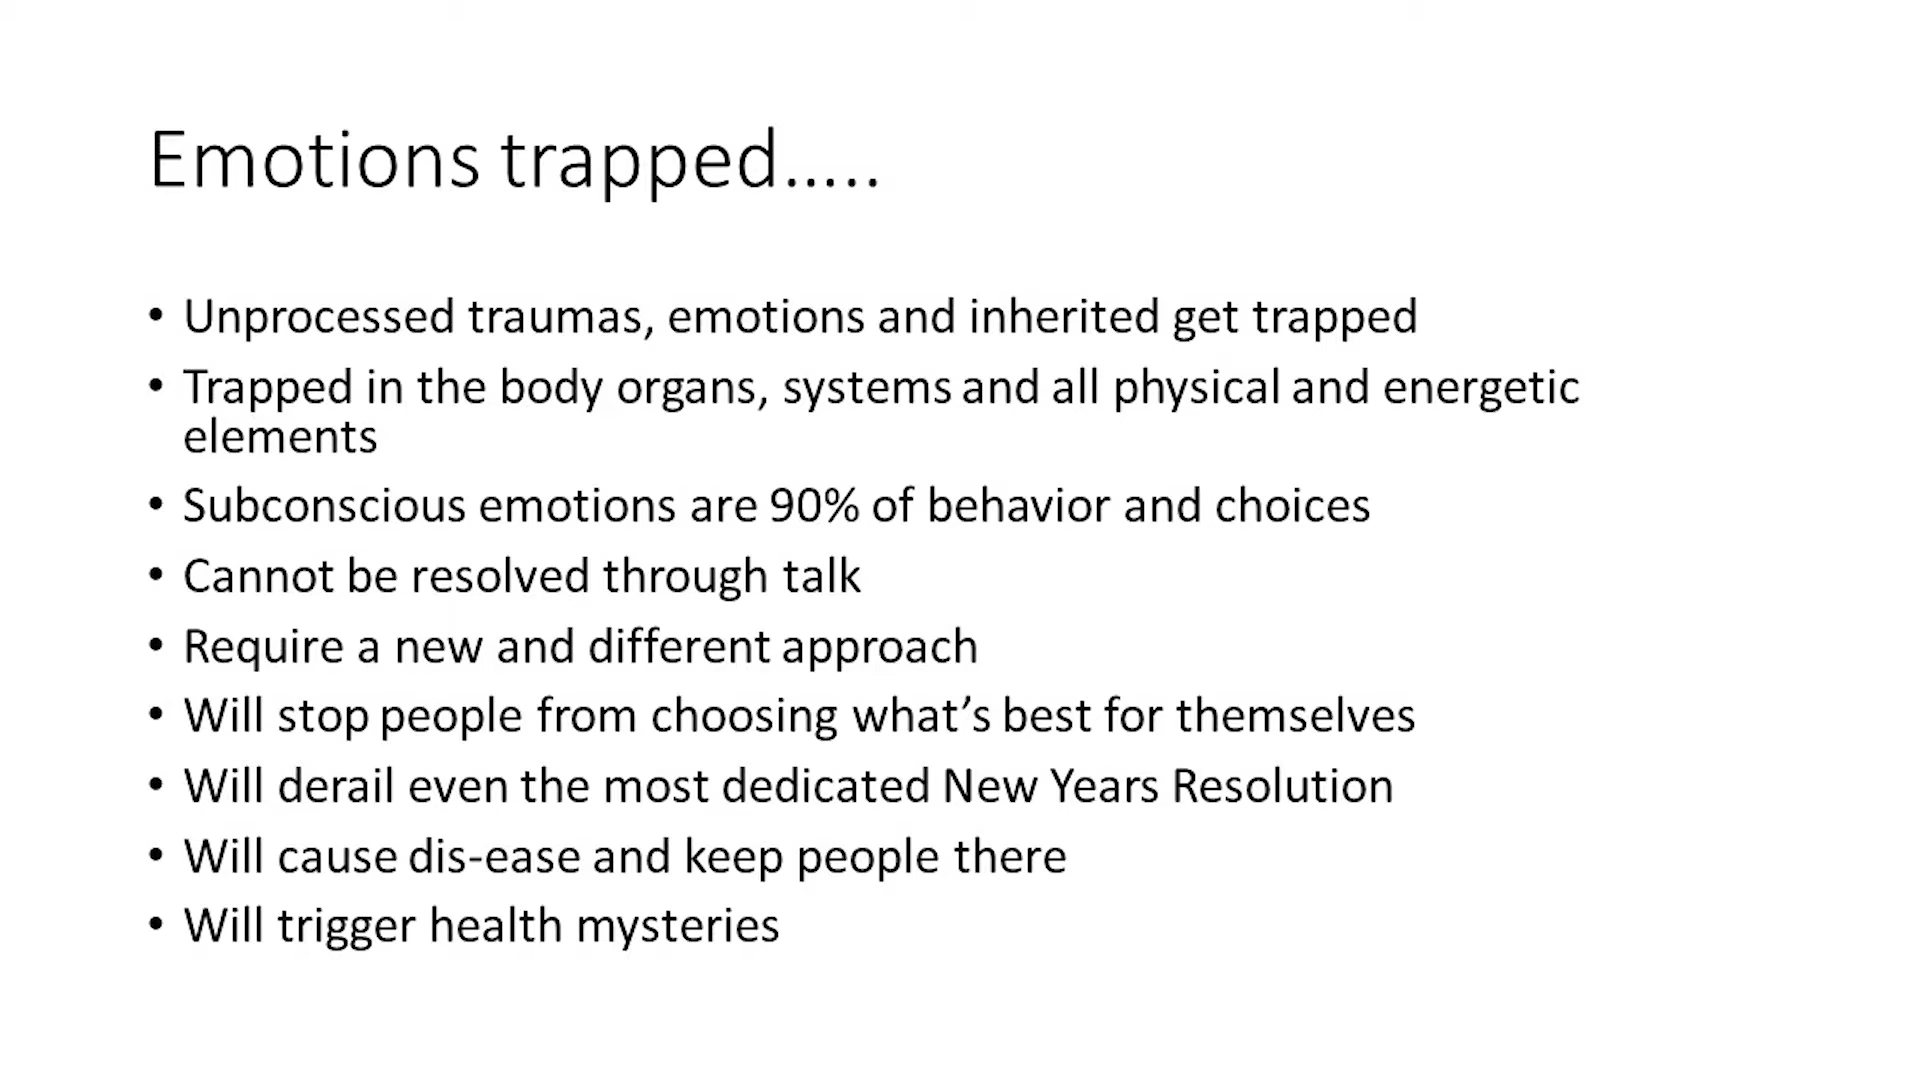 Emotions trapped.....
• Unprocessed traumas, emotions and inherited get trapped
• Trapped in the body organs, systems and all physical and energetic
elements
• Subconscious emotions are 90% of behavior and choices
• Cannot be resolved through talk
• Require a new and different approach
• Will stop people from choosing what’s best for themselves
• Will derail even the most dedicated New Years Resolution
• Will cause dis-ease and keep people there
• Will trigger health mysteries